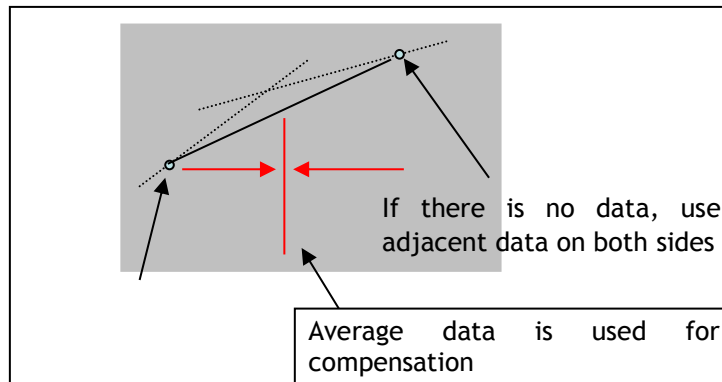 If there is no data, use
adjacent data on both sides
Average data is used for
compensation